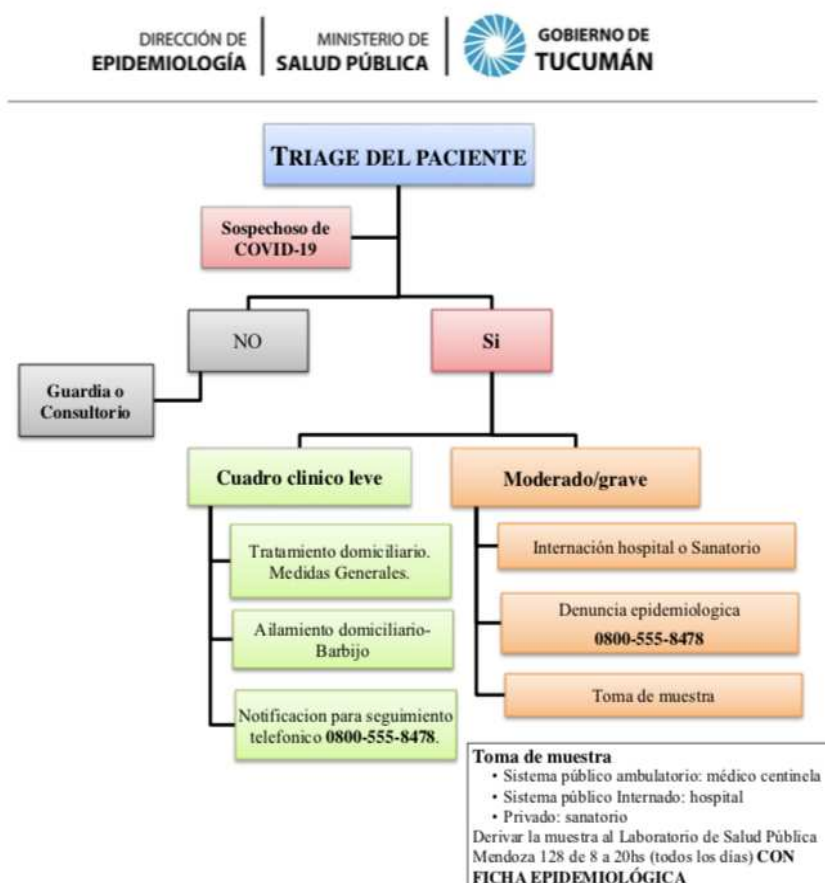 DIRECCIÓN DE
EPIDEMIOLOGÍA
MINISTERIO DE
SALUD PÚBLICA
GOBIERNO DE
TUCUMÁN
TRIAGE DEL PACIENTE
Sospechoso de
COVID-19
NO
Si
Guardia o
Consultorio
Cuadro clinico leve
Tratamiento domiciliario.
Medidas Generales.
Ailamiento domiciliario-
Barbijo
Notificacion para seguimiento
telefonico 0800-555-8478.
Moderado/grave
Internación hospital o Sanatorio
Denuncia epidemiologica
0800-555-8478
Toma de muestra
Toma de muestra
• Sistema público ambulatorio: médico centinela
• Sistema público Internado: hospital
• Privado: sanatorio
Derivar la muestra al Laboratorio de Salud Pública
Mendoza 128 de 8 a 20hs (todos los días) CON
FICHA EPIDEMIOLÓGICA